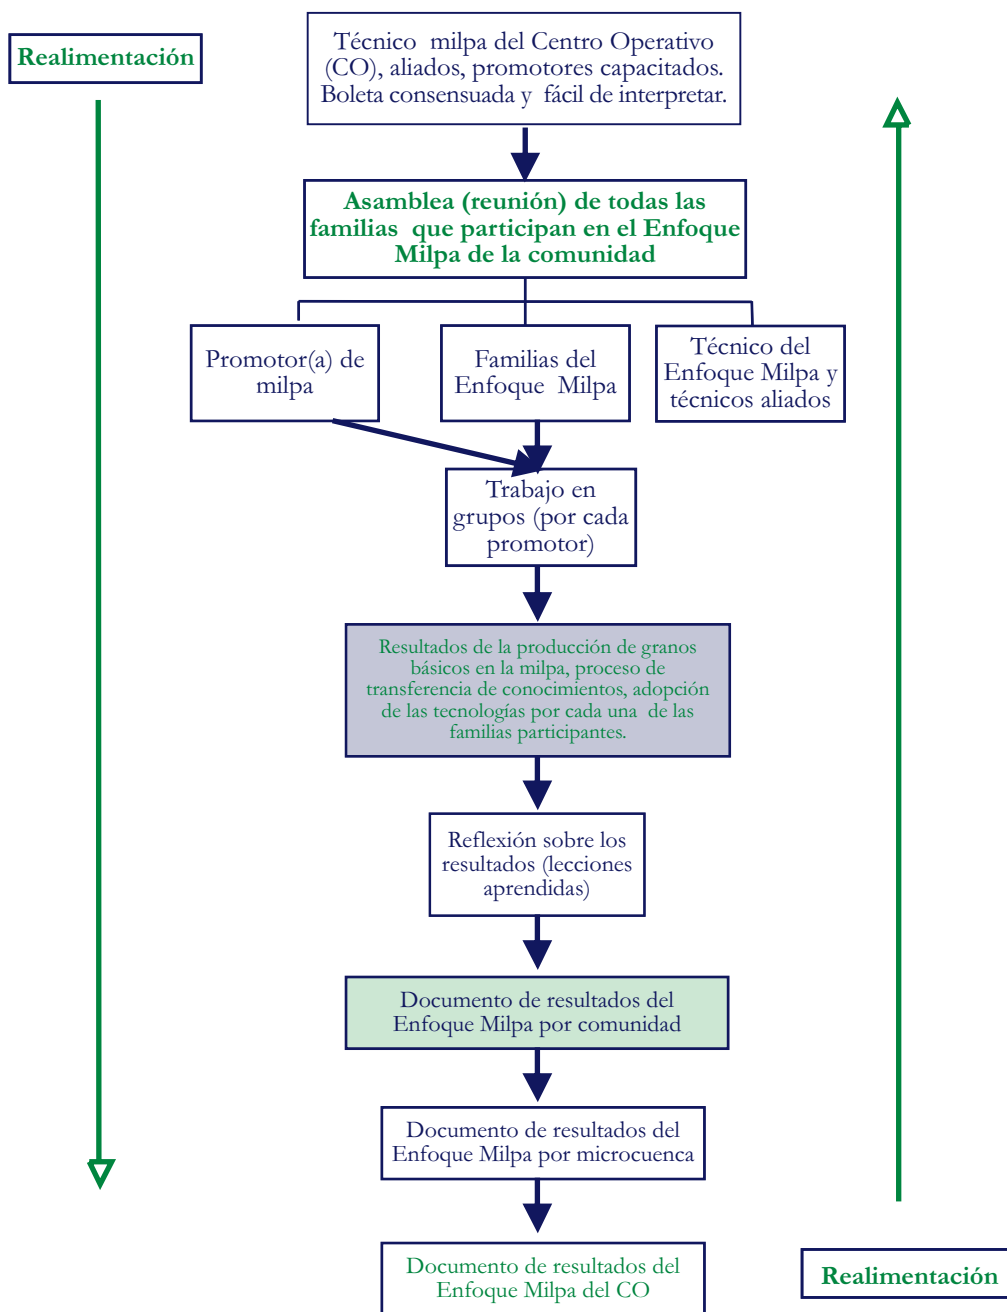 Realimentación
Técnico milpa del Centro Operativo
(CO), aliados, promotores capacitados.
Boleta consensuada y fácil de interpretar.
Asamblea (reunión) de todas las
familias que participan en el Enfoque
Milpa de la comunidad
Promotor(a) de
milpa
Familias del
Enfoque Milpa
Técnico del
Enfoque Milpa y
técnicos aliados
Trabajo en
grupos (por cada
promotor)
Resultados de la producción de granos
básicos en la milpa, proceso de
transferencia de conocimientos, adopción
de las tecnologías por cada una de las
familias participantes.
Reflexión sobre los
resultados (lecciones
aprendidas)
Documento de resultados del
Enfoque Milpa por comunidad
Documento de resultados del
Enfoque Milpa por microcuenca
Documento de resultados del
Enfoque Milpa del CO
Realimentación